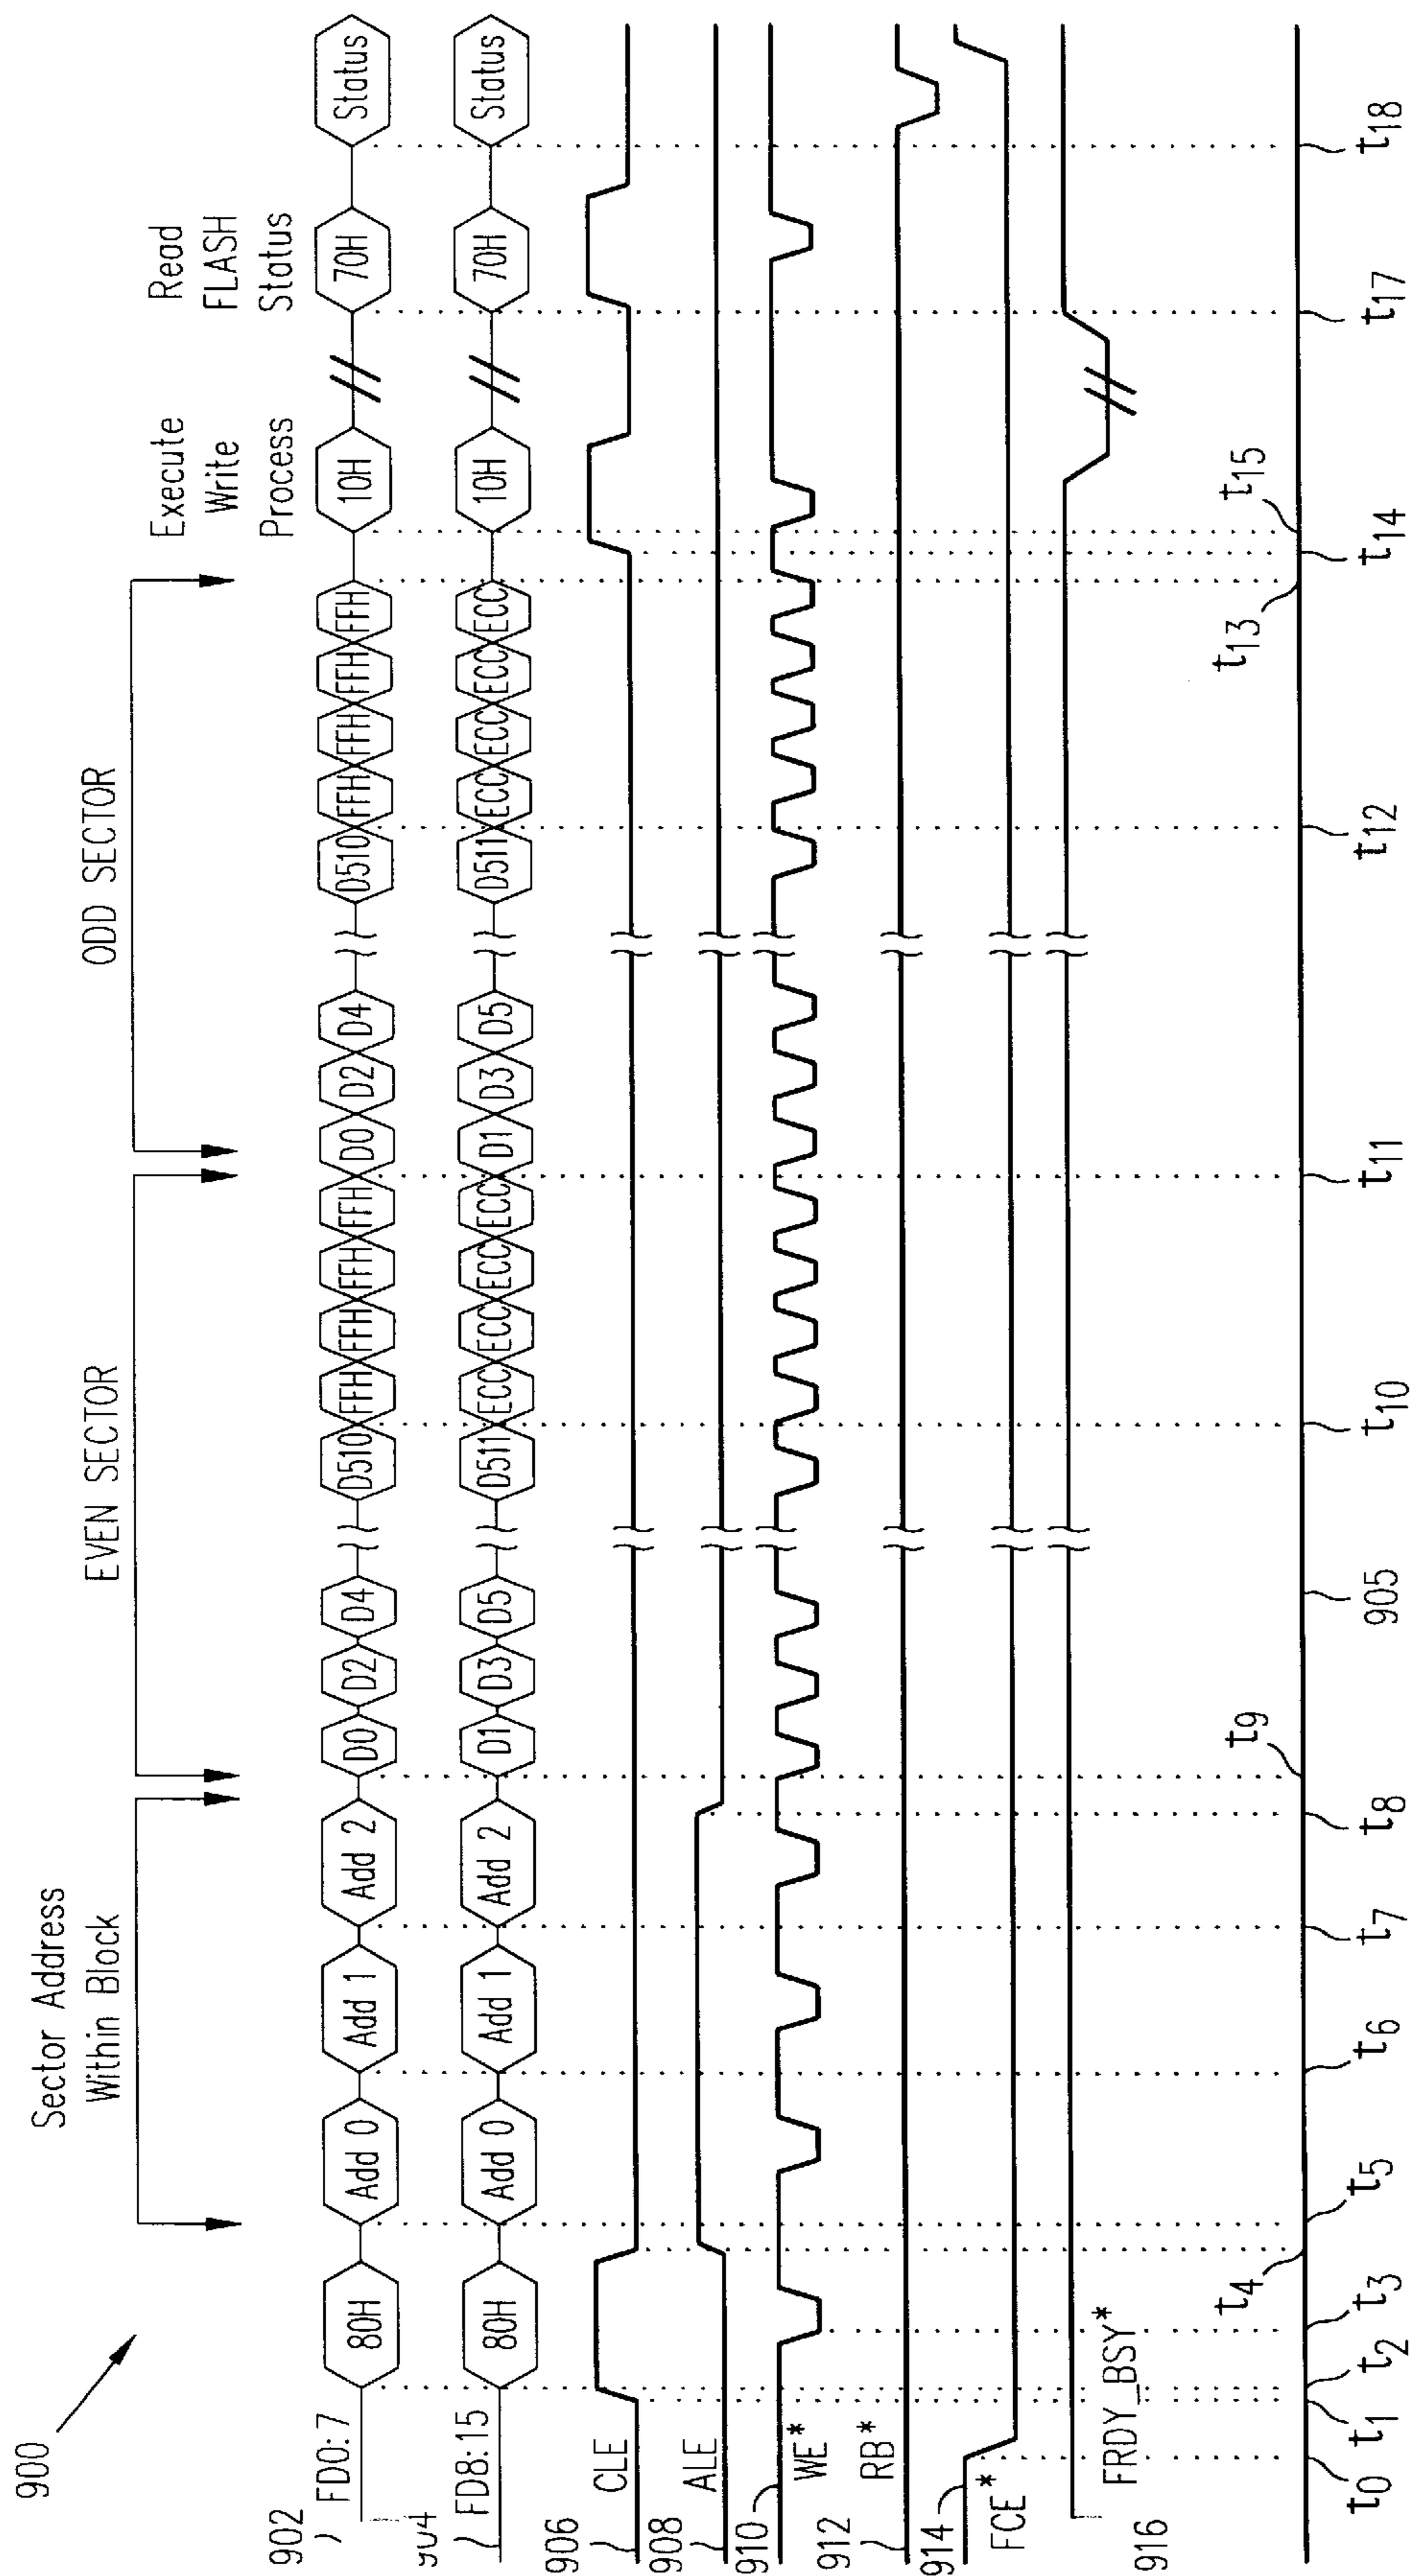 900
Sector Address
Within Block
EVEN SECTOR
ODD SECTOR
Execute
Write
Process
Read
FLASH
Status
902
FD0:7
80H
Add 0
Add 1
Add 2
D0
D2
D4
D510
FFH
FFH
FFH
FFH
D0
D2
D4
D510
FFH
FFH
FFH
FFH
10H
70H
Status
904
FD8:15
80H
Add 0
Add 1
Add 2
D1
D3
D5
D511
ECC
ECC
ECC
ECC
D1
D3
D5
D511
ECC
ECC
ECC
ECC
10H
70H
Status
906
CLE
908
ALE
910
WE*
912
RB*
914
FCE*
FRDY_BSY*
916
905
t0
t1
t2
t3
t4
t5
t6
t7
t8
t9
t10
t11
t12
t13
t14
t15
t17
t18